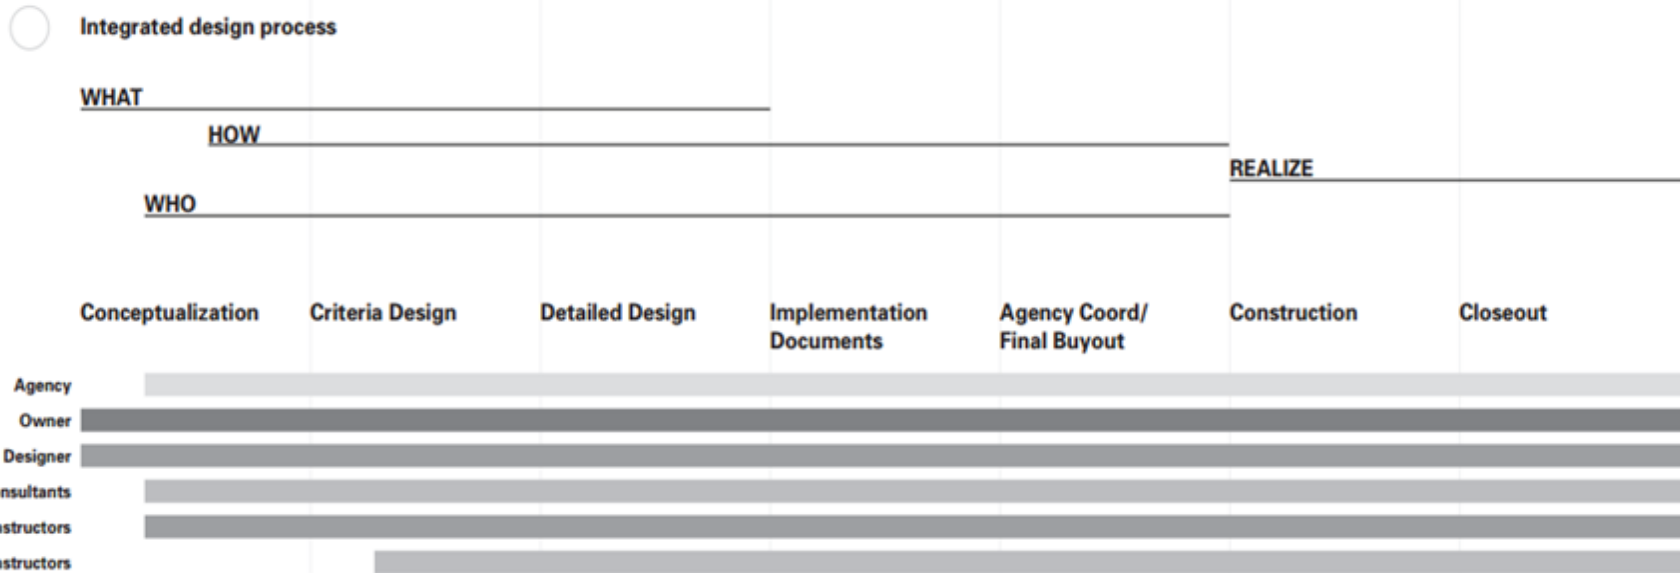 Integrated design process
WHAT
HOW
REALIZE
WHO
Conceptualization
Criteria Design
Detailed Design
Implementation
Documents
Agency Coord/
Final Buyout
Construction
Closeout
Agency
Owner
Designer
nsultants
structors
structors